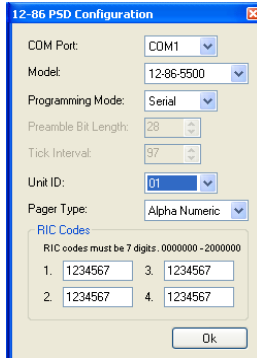 12-86 PSD Configuration
COM Port: COM1
Model: 12-86-5500
Programming Mode: Serial
Preamble Bit Length: 28
Tick Interval: 97
Unit ID: 01
Pager Type: Alpha Numeric
RIC Codes
RIC codes must be 7 digits. 0000000 - 2000000
1. 1234567 3. 1234567
2. 1234567 4. 1234567
Ok